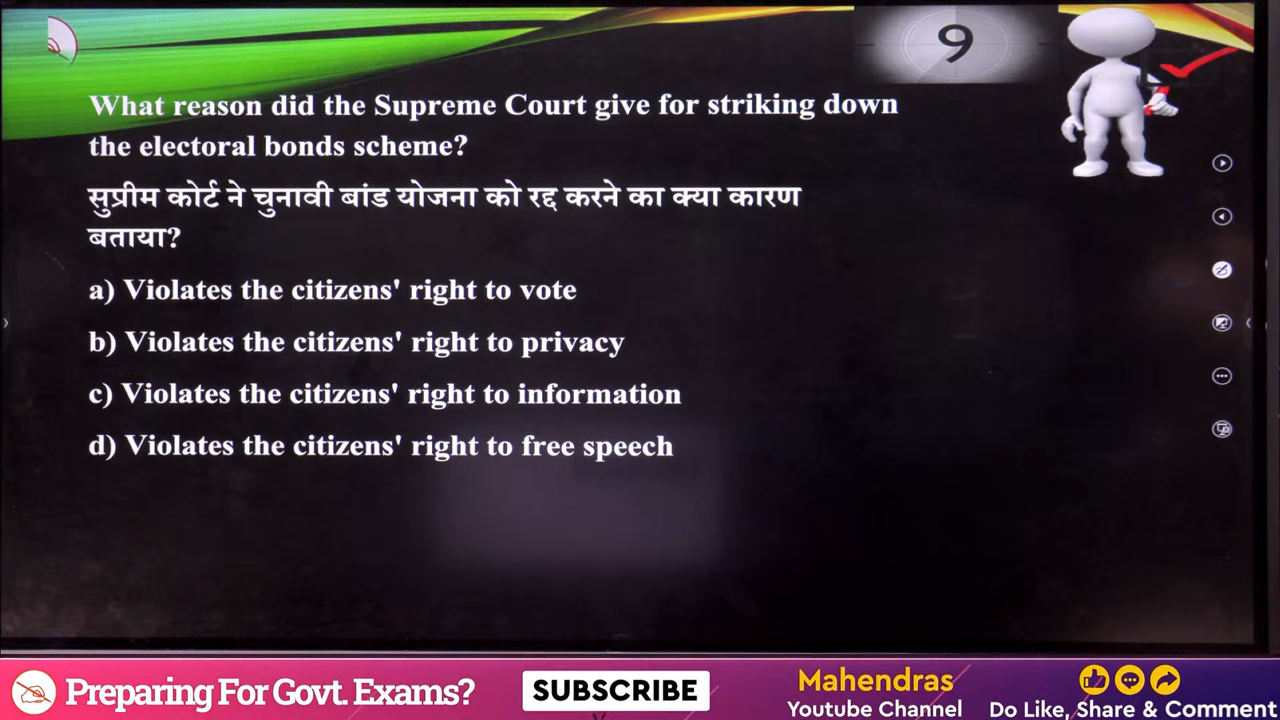 9
What reason did the Supreme Court give for striking down
the electoral bonds scheme?
सुप्रीम कोर्ट ने चुनावी बांड योजना को रद्द करने का क्या कारण
बताया?
a) Violates the citizens' right to vote
b) Violates the citizens' right to privacy
c) Violates the citizens' right to information
d) Violates the citizens' right to free speech
Preparing For Govt. Exams?
SUBSCRIBE
Mahendras
Youtube Channel
Do Like, Share & Comment